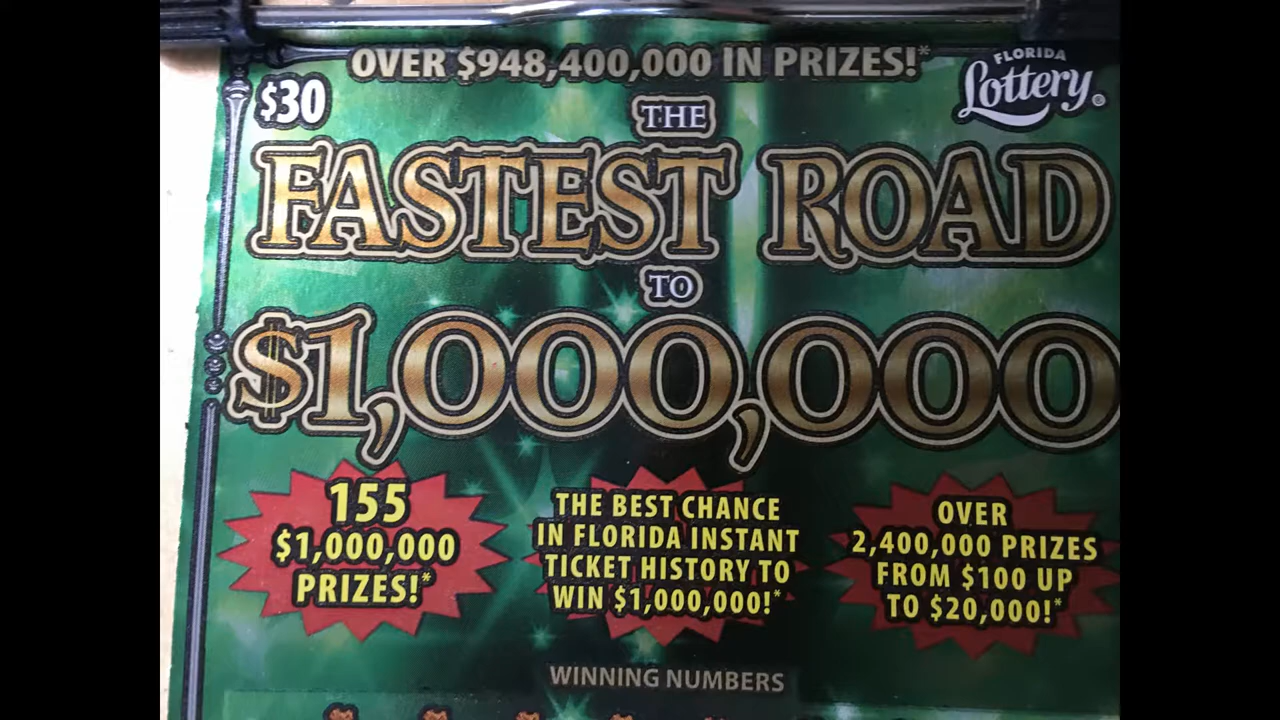 OVER $948,400,000 IN PRIZES!*
FLORIDA
Lottery®
$30
THE
FASTEST ROAD
TO
$1,000,000
155
$1,000,000
PRIZES!*
THE BEST CHANCE
IN FLORIDA INSTANT
TICKET HISTORY TO
WIN $1,000,000!*
OVER
2,400,000 PRIZES
FROM $100 UP
TO $20,000!*
WINNING NUMBERS